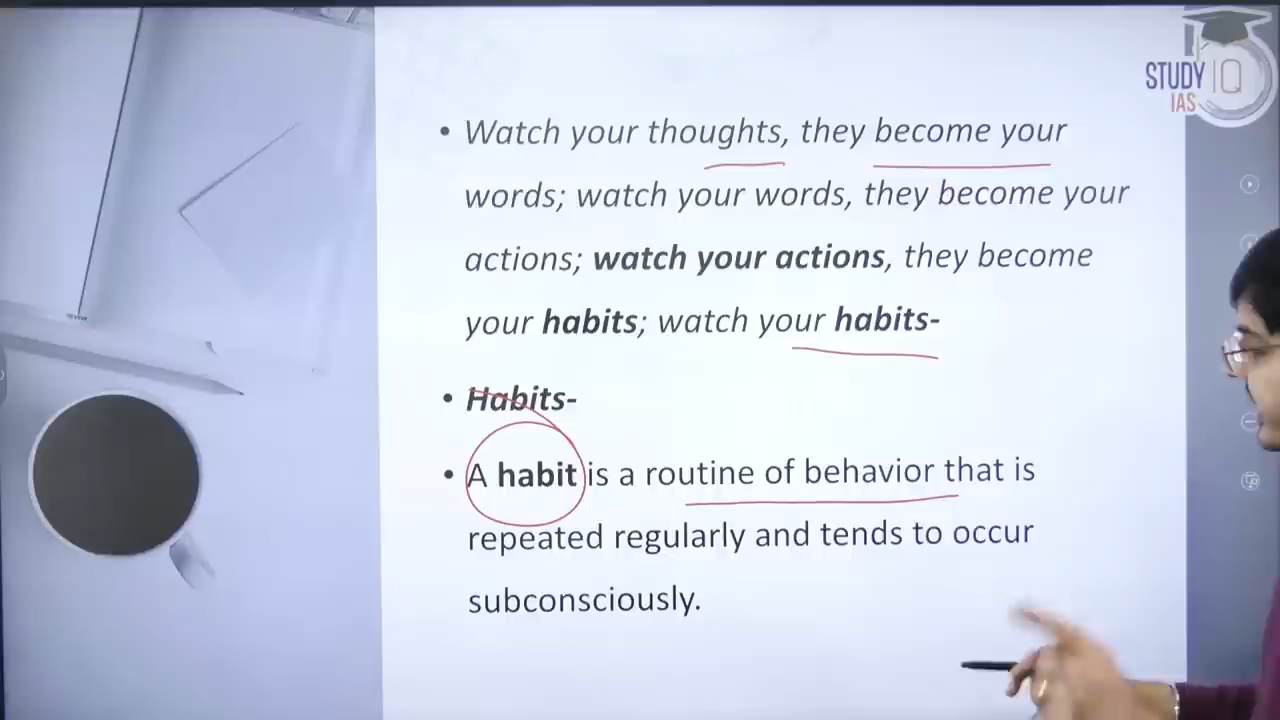 STUDY IQ
IAS
• Watch your thoughts, they become your
words; watch your words, they become your
actions; watch your actions, they become
your habits; watch your habits-
• Habits-
• A habit is a routine of behavior that is
repeated regularly and tends to occur
subconsciously.